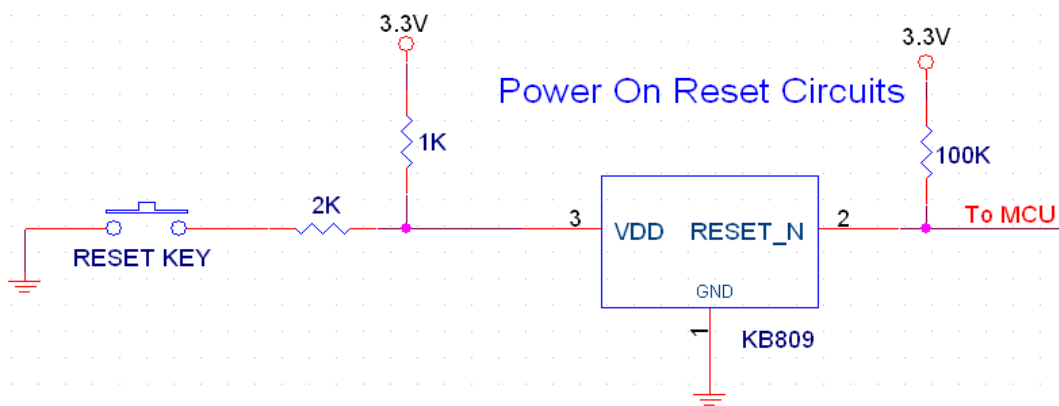 3.3V
3.3V
Power On Reset Circuits
1K
100K
2K
3
VDD
RESET_N
2
To MCU
RESET KEY
GND
1
KB809